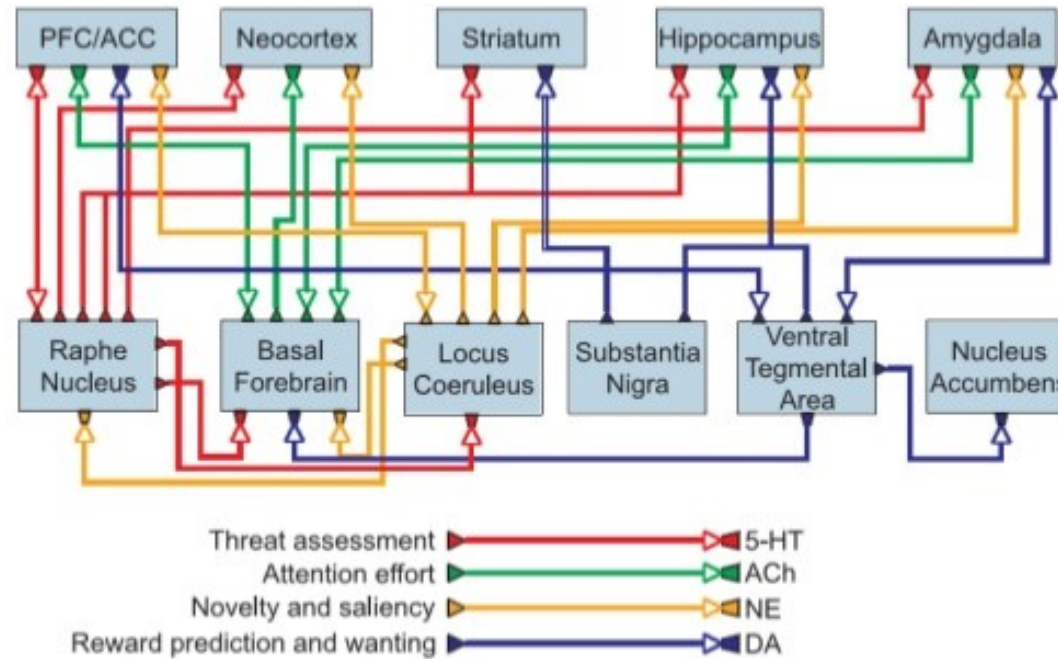 PFC/ACC
Neocortex
Striatum
Hippocampus
Amygdala
Raphe
Nucleus
Basal
Forebrain
Locus
Coeruleus
Substantia
Nigra
Ventral
Tegmental
Area
Nucleus
Accumbens
Threat assessment 5-HT
Attention effort ACh
Novelty and saliency NE
Reward prediction and wanting DA